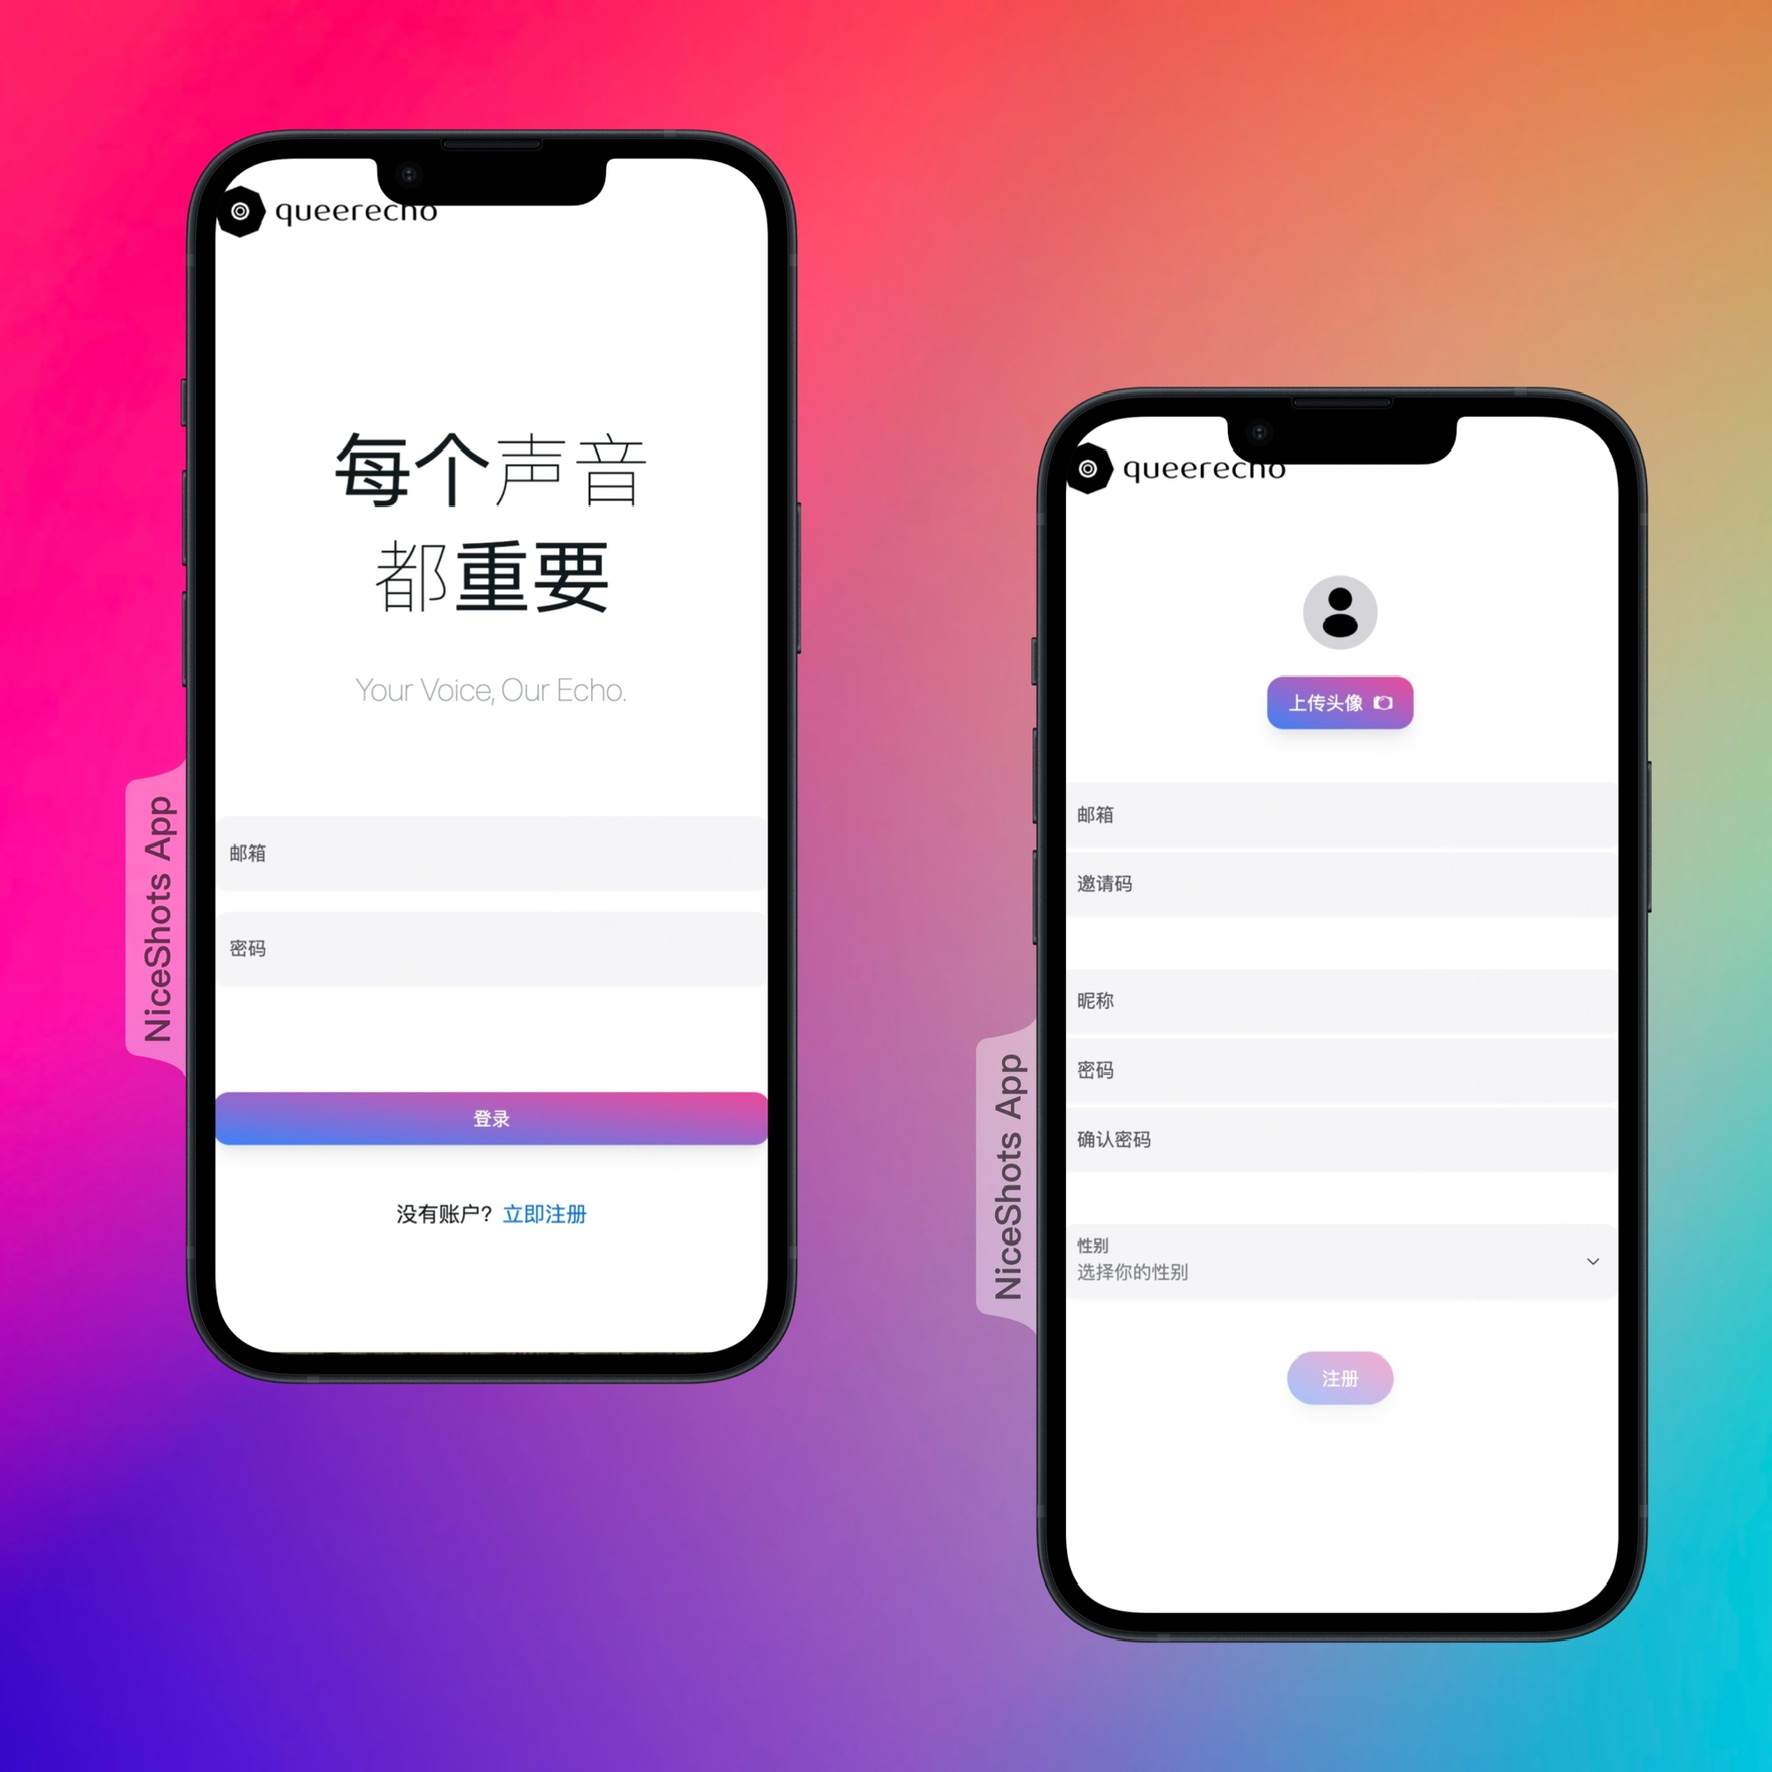 queerecho
每个声音
都重要
Your Voice, Our Echo.
邮箱
密码
登录
没有账户？ 立即注册
NiceShots App
queerecho
上传头像
邮箱
邀请码
昵称
密码
确认密码
性别
选择你的性别
注册
NiceShots App